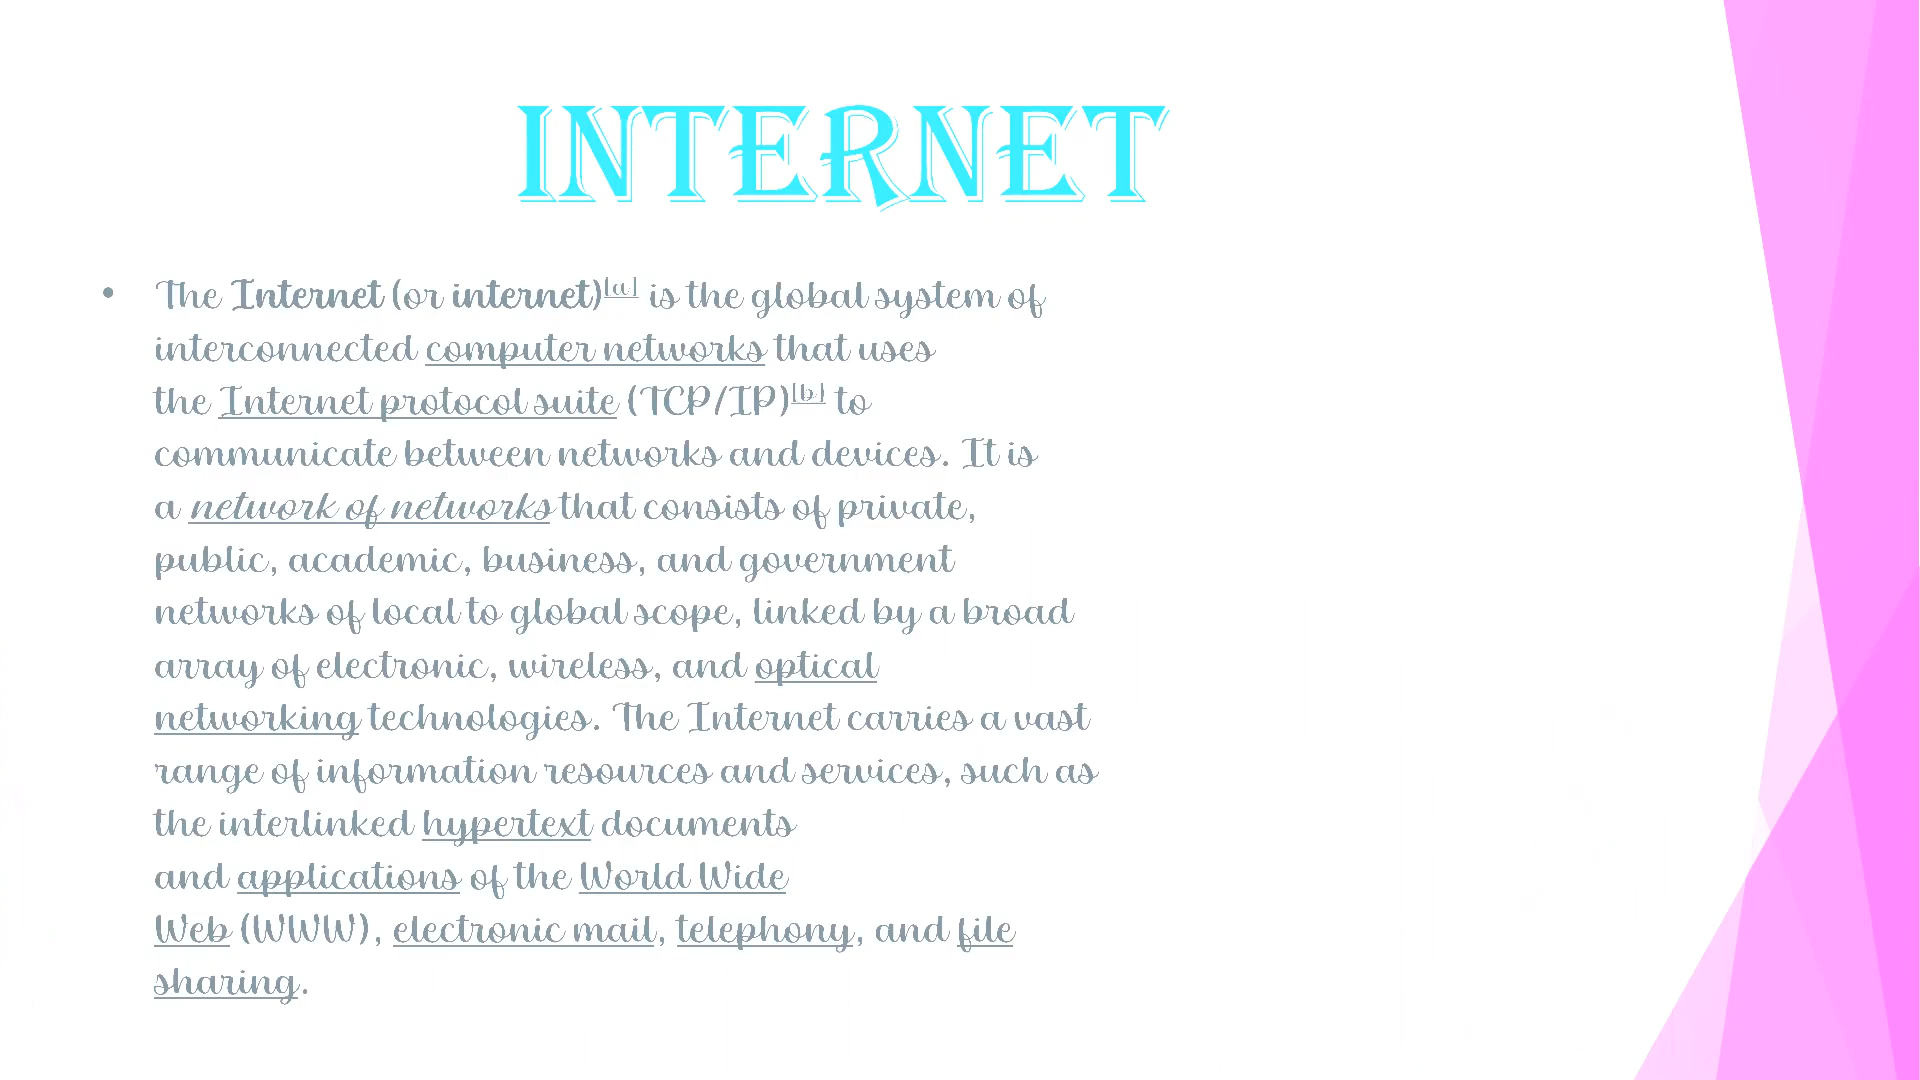 INTERNET
• The Internet (or internet)[a] is the global system of
interconnected computer networks that uses
the Internet protocol suite (TCP/IP)[b] to
communicate between networks and devices. It is
a network of networks that consists of private,
public, academic, business, and government
networks of local to global scope, linked by a broad
array of electronic, wireless, and optical
networking technologies. The Internet carries a vast
range of information resources and services, such as
the interlinked hypertext documents
and applications of the World Wide
Web (WWW), electronic mail, telephony, and file
sharing.